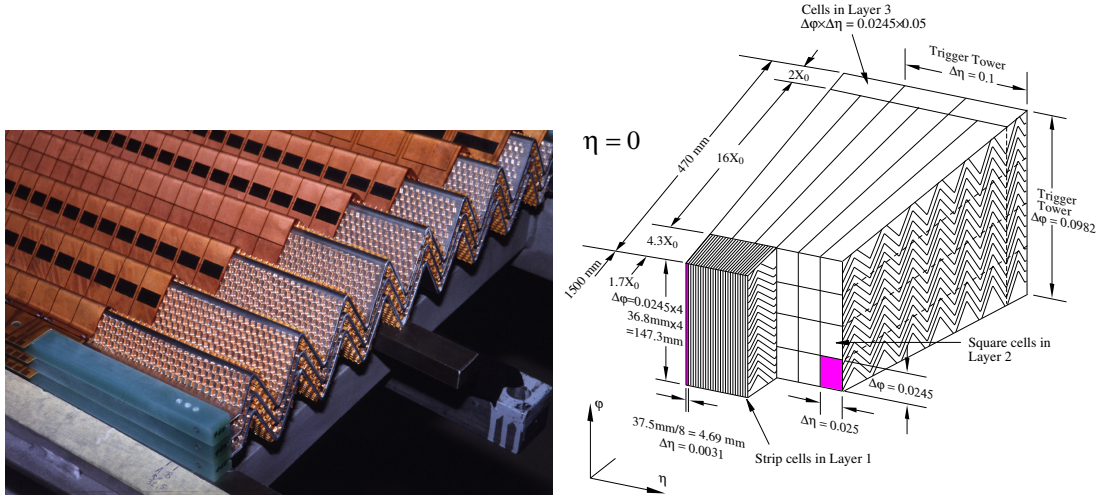 Cells in Layer 3
Δφ×Δη = 0.0245×0.05
Trigger Tower
Δη = 0.1
2X₀
η = 0
470 mm
16X₀
Trigger
Tower
Δφ = 0.0982
4.3X₀
1500 mm
1.7X₀
Δφ=0.0245x4
36.8mmx4
=147.3mm
Square cells in
Layer 2
Δφ = 0.0245
φ
37.5mm/8 = 4.69 mm
Δη = 0.0031
Δη = 0.025
Strip cells in Layer 1
η